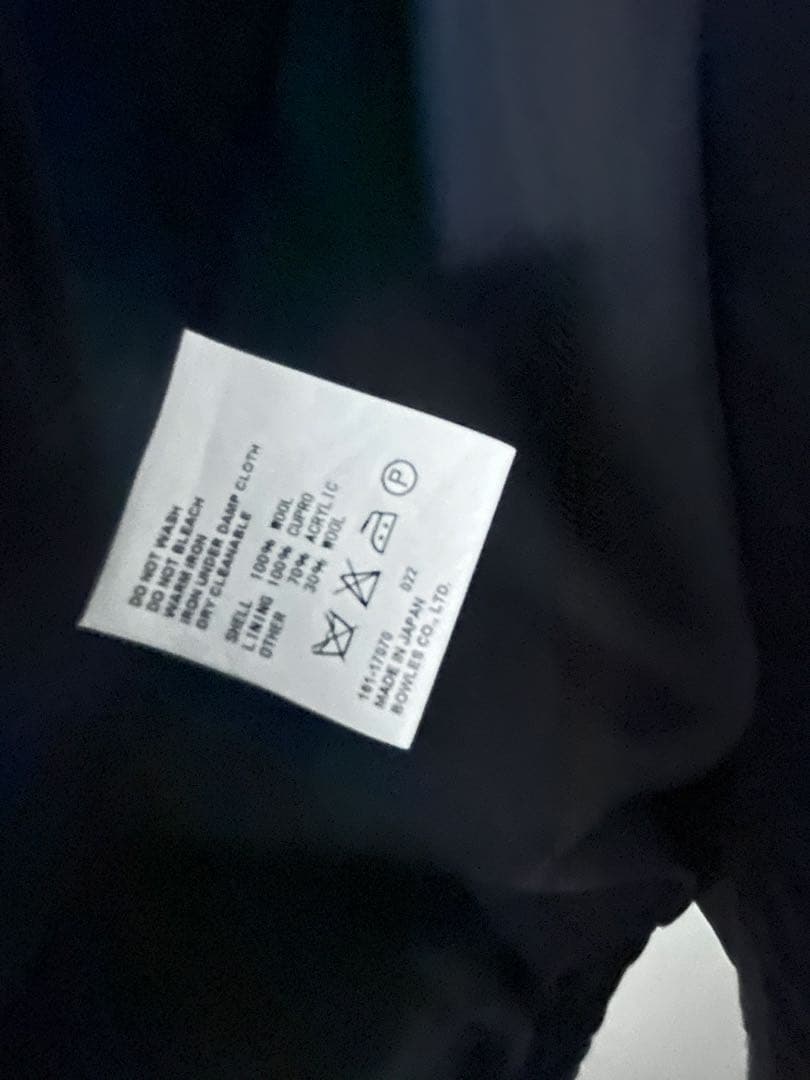 DO NOT WASH
DO NOT BLEACH
WARM IRON
IRON UNDER DAMP CLOTH
DRY CLEANABLE
SHELL 100% WOOL
LINING 100% CUPRO
OTHER 70% ACRYLIC
30% WOOL
P
161-17070 022
MADE IN JAPAN
BOWLES CO., LTD.